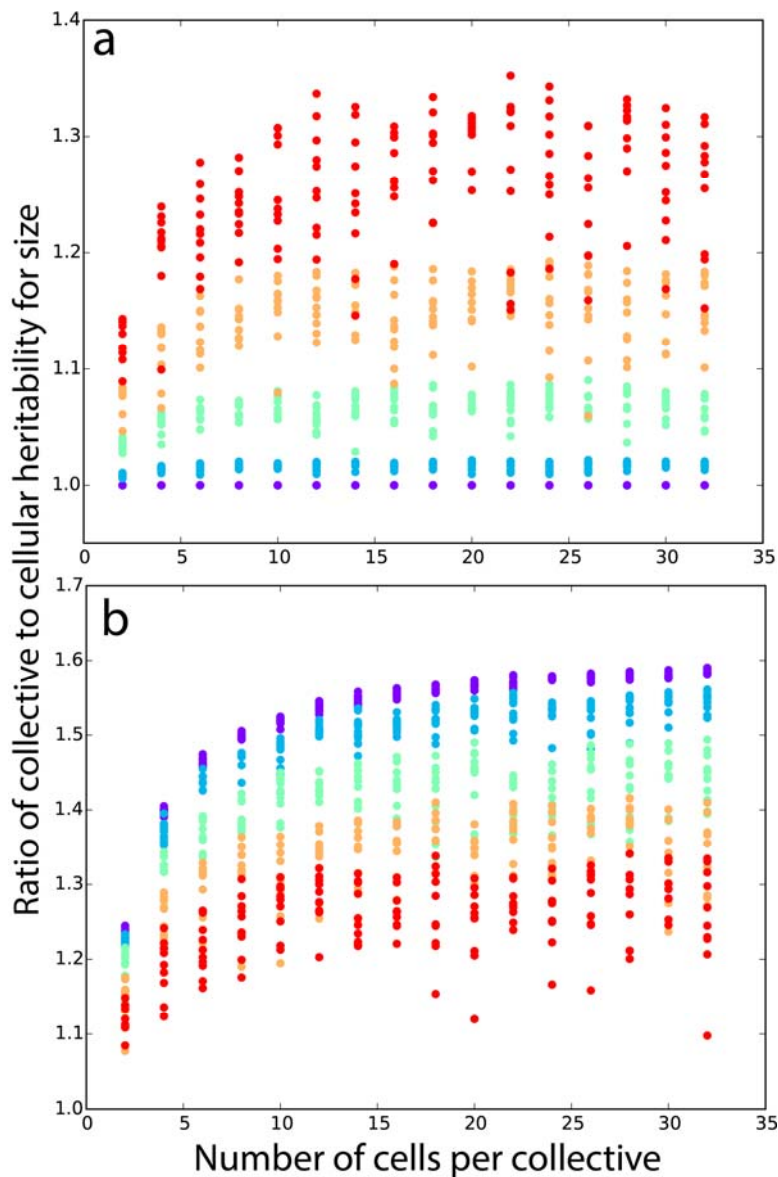 Ratio of collective to cellular heritability for size
a
1.4
1.3
1.2
1.1
1.0
0 5 10 15 20 25 30 35
b
1.7
1.6
1.5
1.4
1.3
1.2
1.1
1.0
0 5 10 15 20 25 30 35
Number of cells per collective